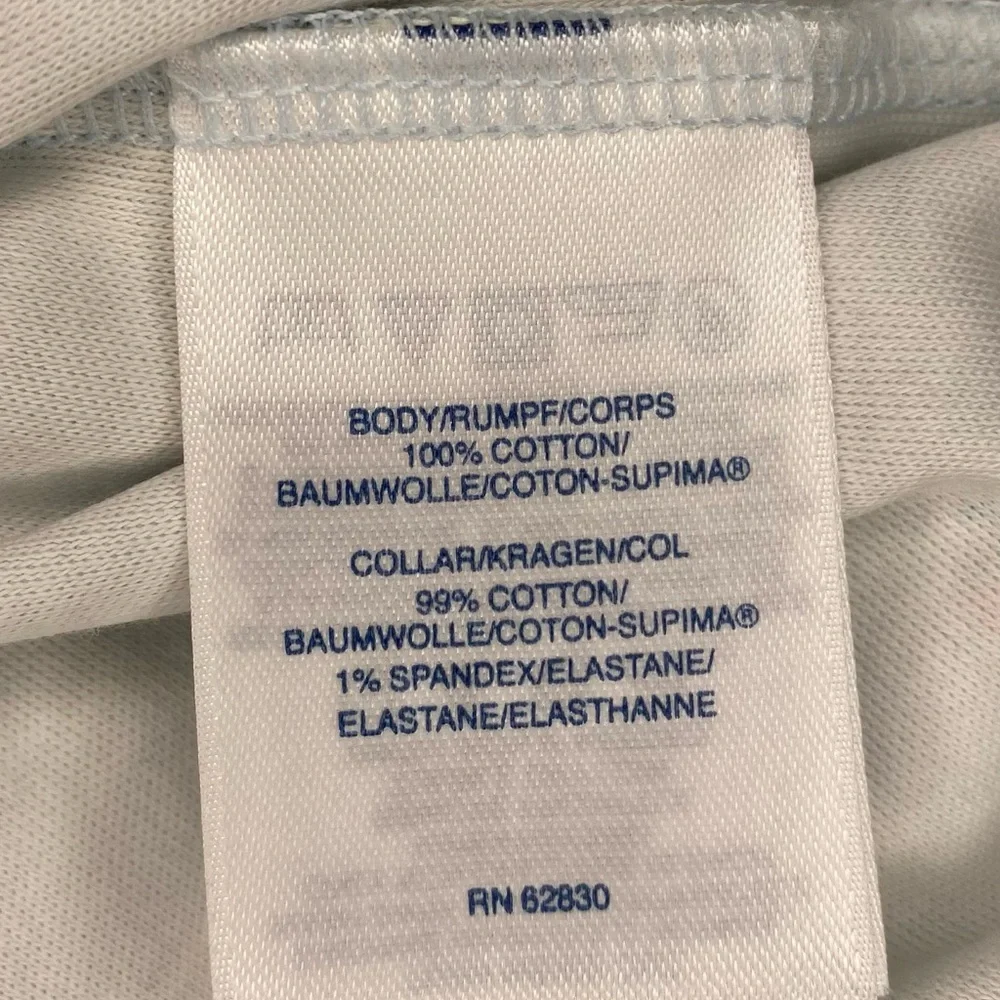 BODY/RUMPF/CORPS
100% COTTON/
BAUMWOLLE/COTON-SUPIMA®
COLLAR/KRAGEN/COL
99% COTTON/
BAUMWOLLE/COTON-SUPIMA®
1% SPANDEX/ELASTANE/
ELASTANE/ELASTHANNE
RN 62830